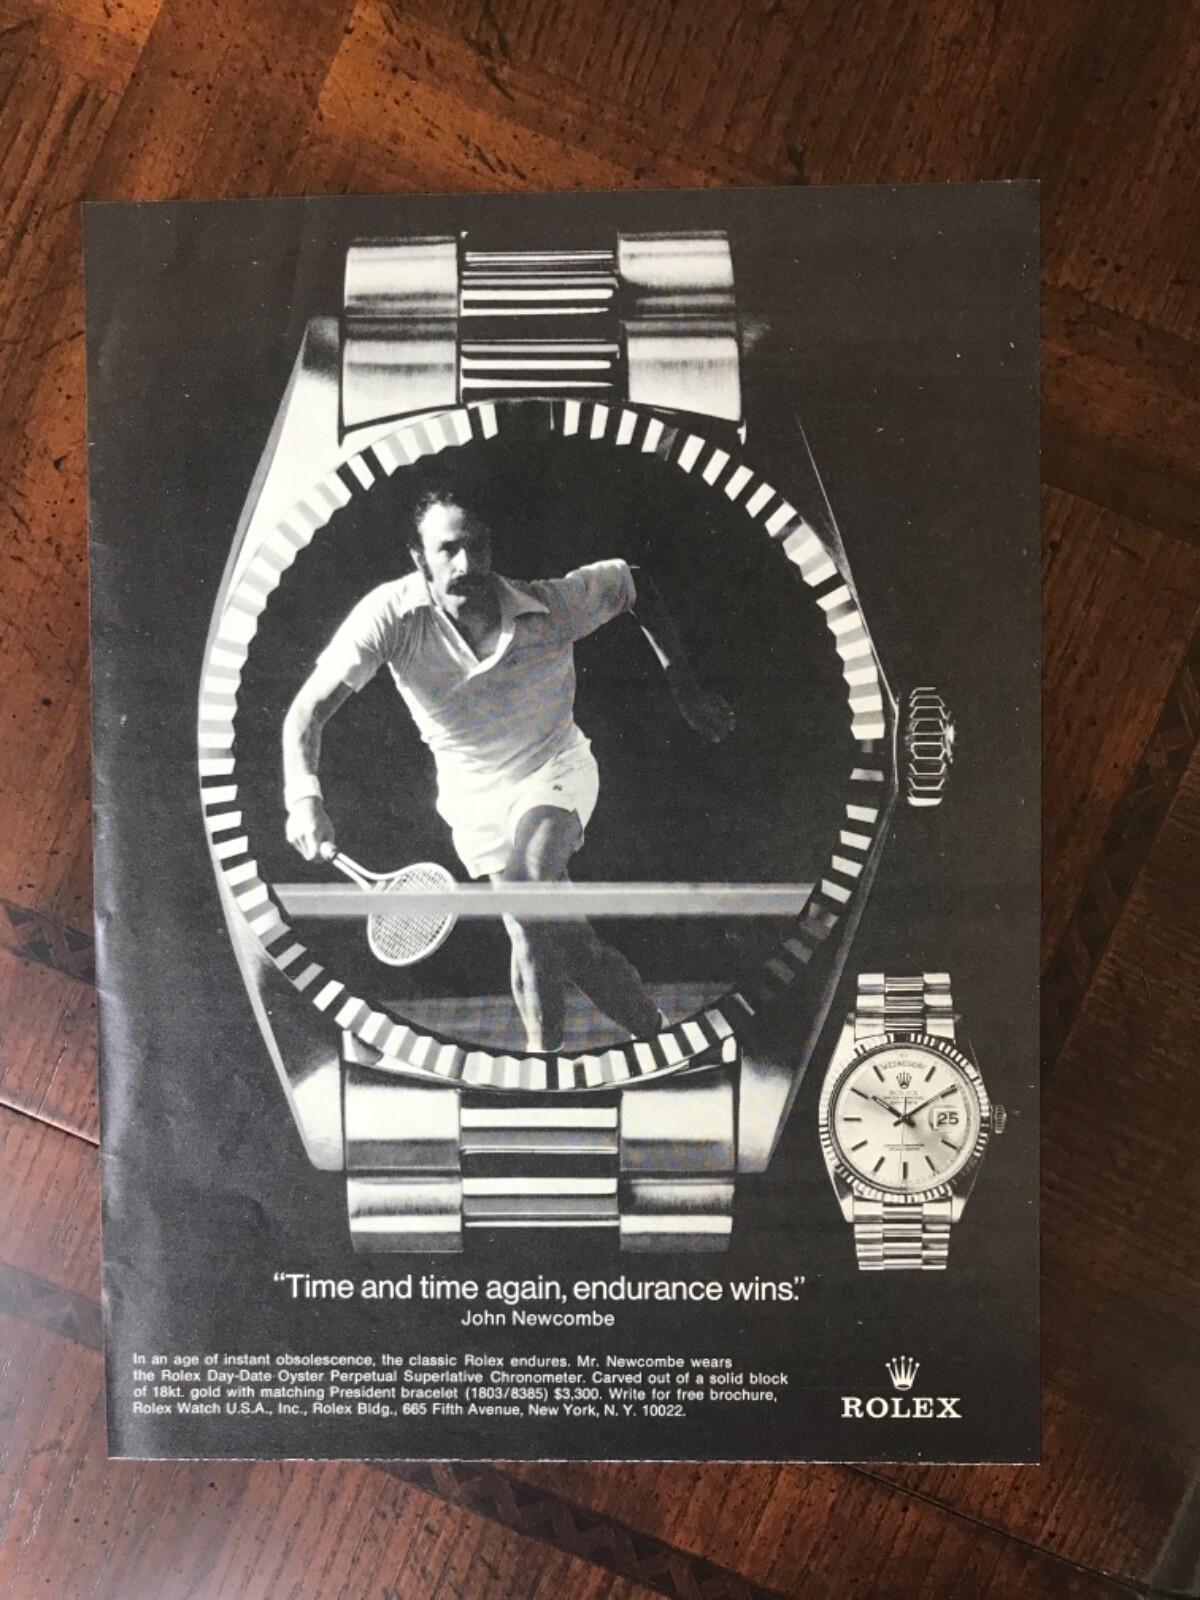 WEDNESDAY
ROLEX
25
“Time and time again, endurance wins.”
John Newcombe
In an age of instant obsolescence, the classic Rolex endures. Mr. Newcombe wears
the Rolex Day-Date Oyster Perpetual Superlative Chronometer. Carved out of a solid block
of 18kt. gold with matching President bracelet (1803/8385) $3,300. Write for free brochure,
Rolex Watch U.S.A., Inc., Rolex Bldg., 665 Fifth Avenue, New York, N. Y. 10022.
ROLEX